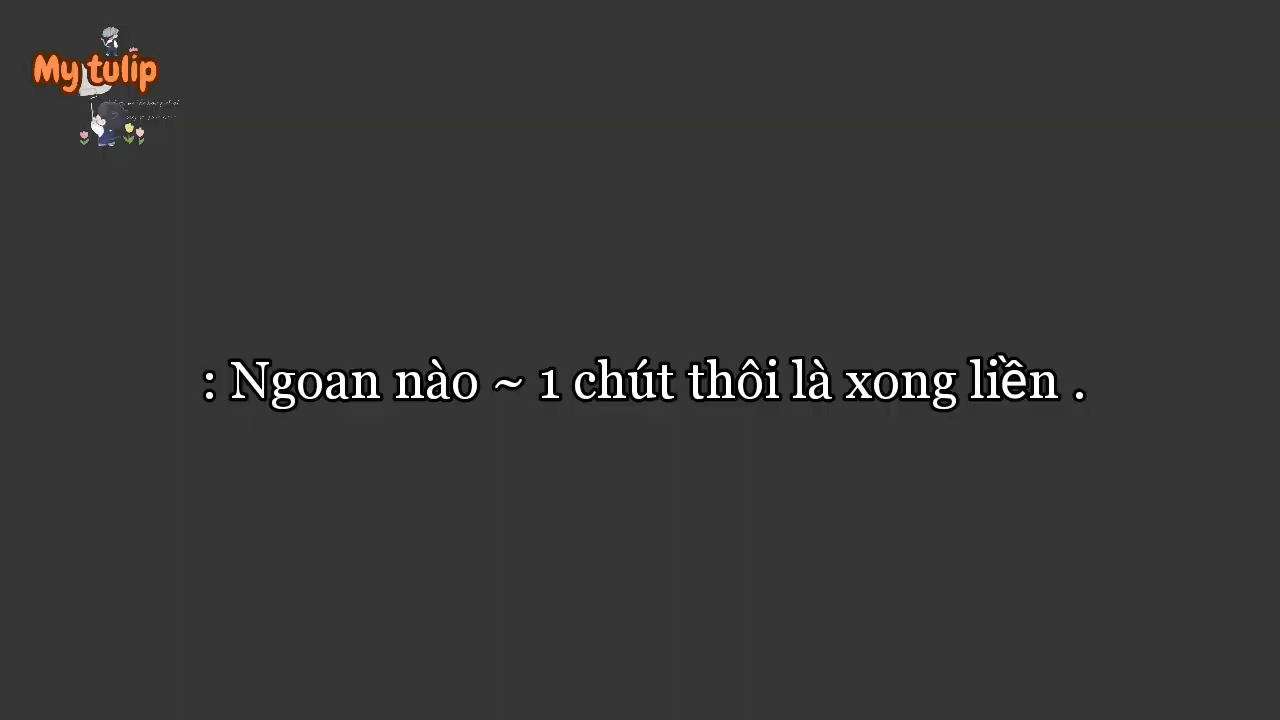 My tulip
: Ngoan nào ~ 1 chút thôi là xong liền .